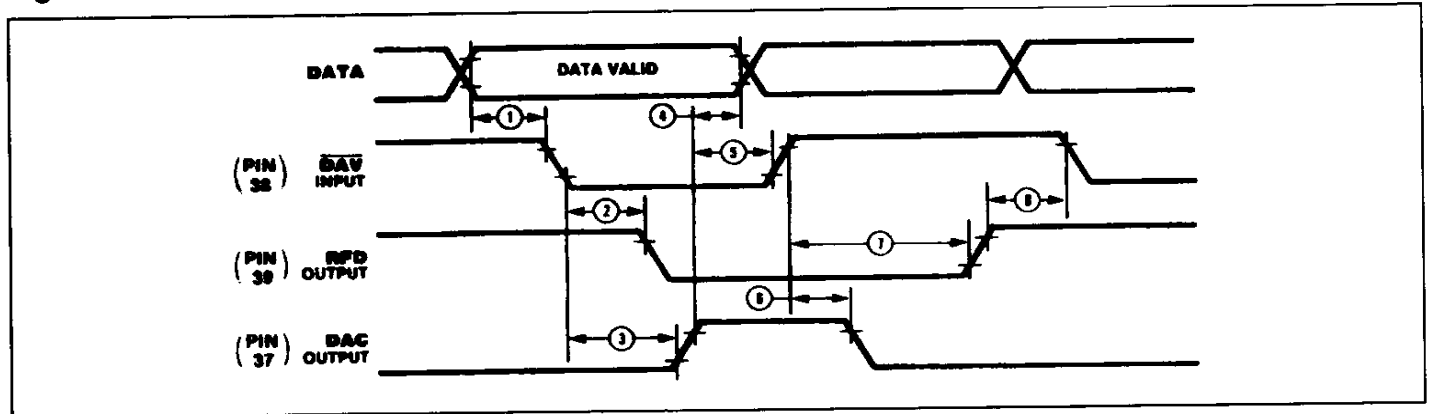 DATA
DATA VALID
1
4
(PIN 38) DAV INPUT
5
2
8
(PIN 39) RFD OUTPUT
7
6
3
(PIN 37) DAC OUTPUT